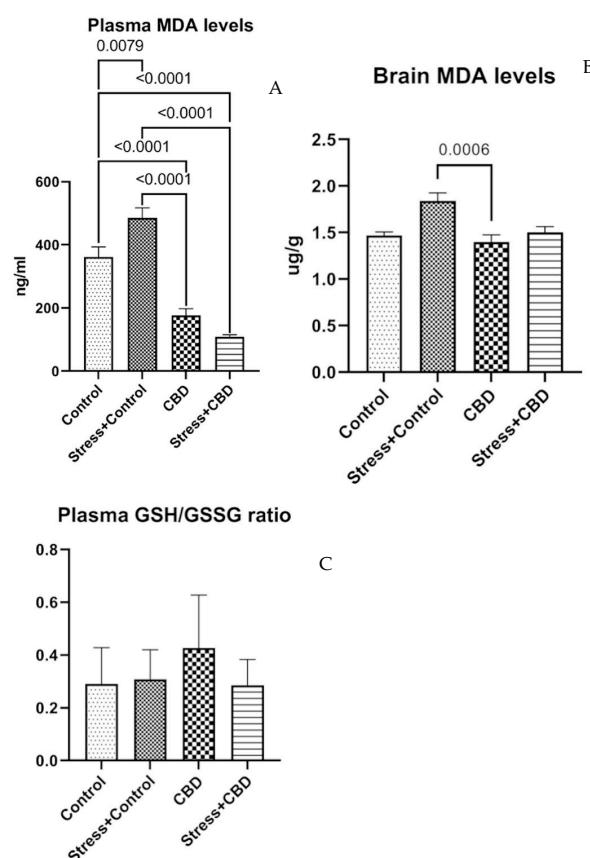 Plasma MDA levels
0.0079
<0.0001
<0.0001
<0.0001
<0.0001
A
600
400
200
0
ng/ml
Control
Stress+Control
CBD
Stress+CBD
B
Brain MDA levels
0.0006
2.5
2.0
1.5
1.0
0.5
0.0
ug/g
Control
Stress+Control
CBD
Stress+CBD
Plasma GSH/GSSG ratio
C
0.8
0.6
0.4
0.2
0.0
Control
Stress+Control
CBD
Stress+CBD